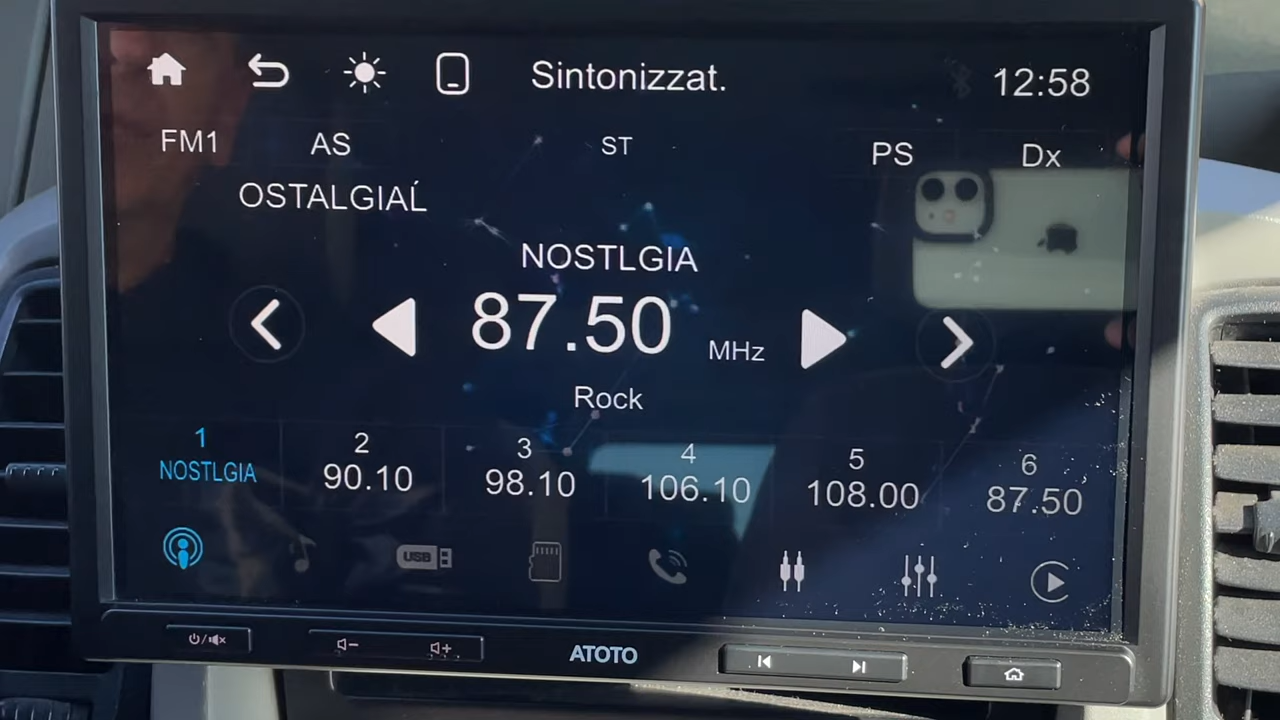 Sintonizzat.
12:58
FM1
AS
ST
PS
Dx
OSTALGIAĹ
NOSTLGIA
87.50
MHz
Rock
1
NOSTLGIA
2
90.10
3
98.10
4
106.10
5
108.00
6
87.50
USB
ATOTO